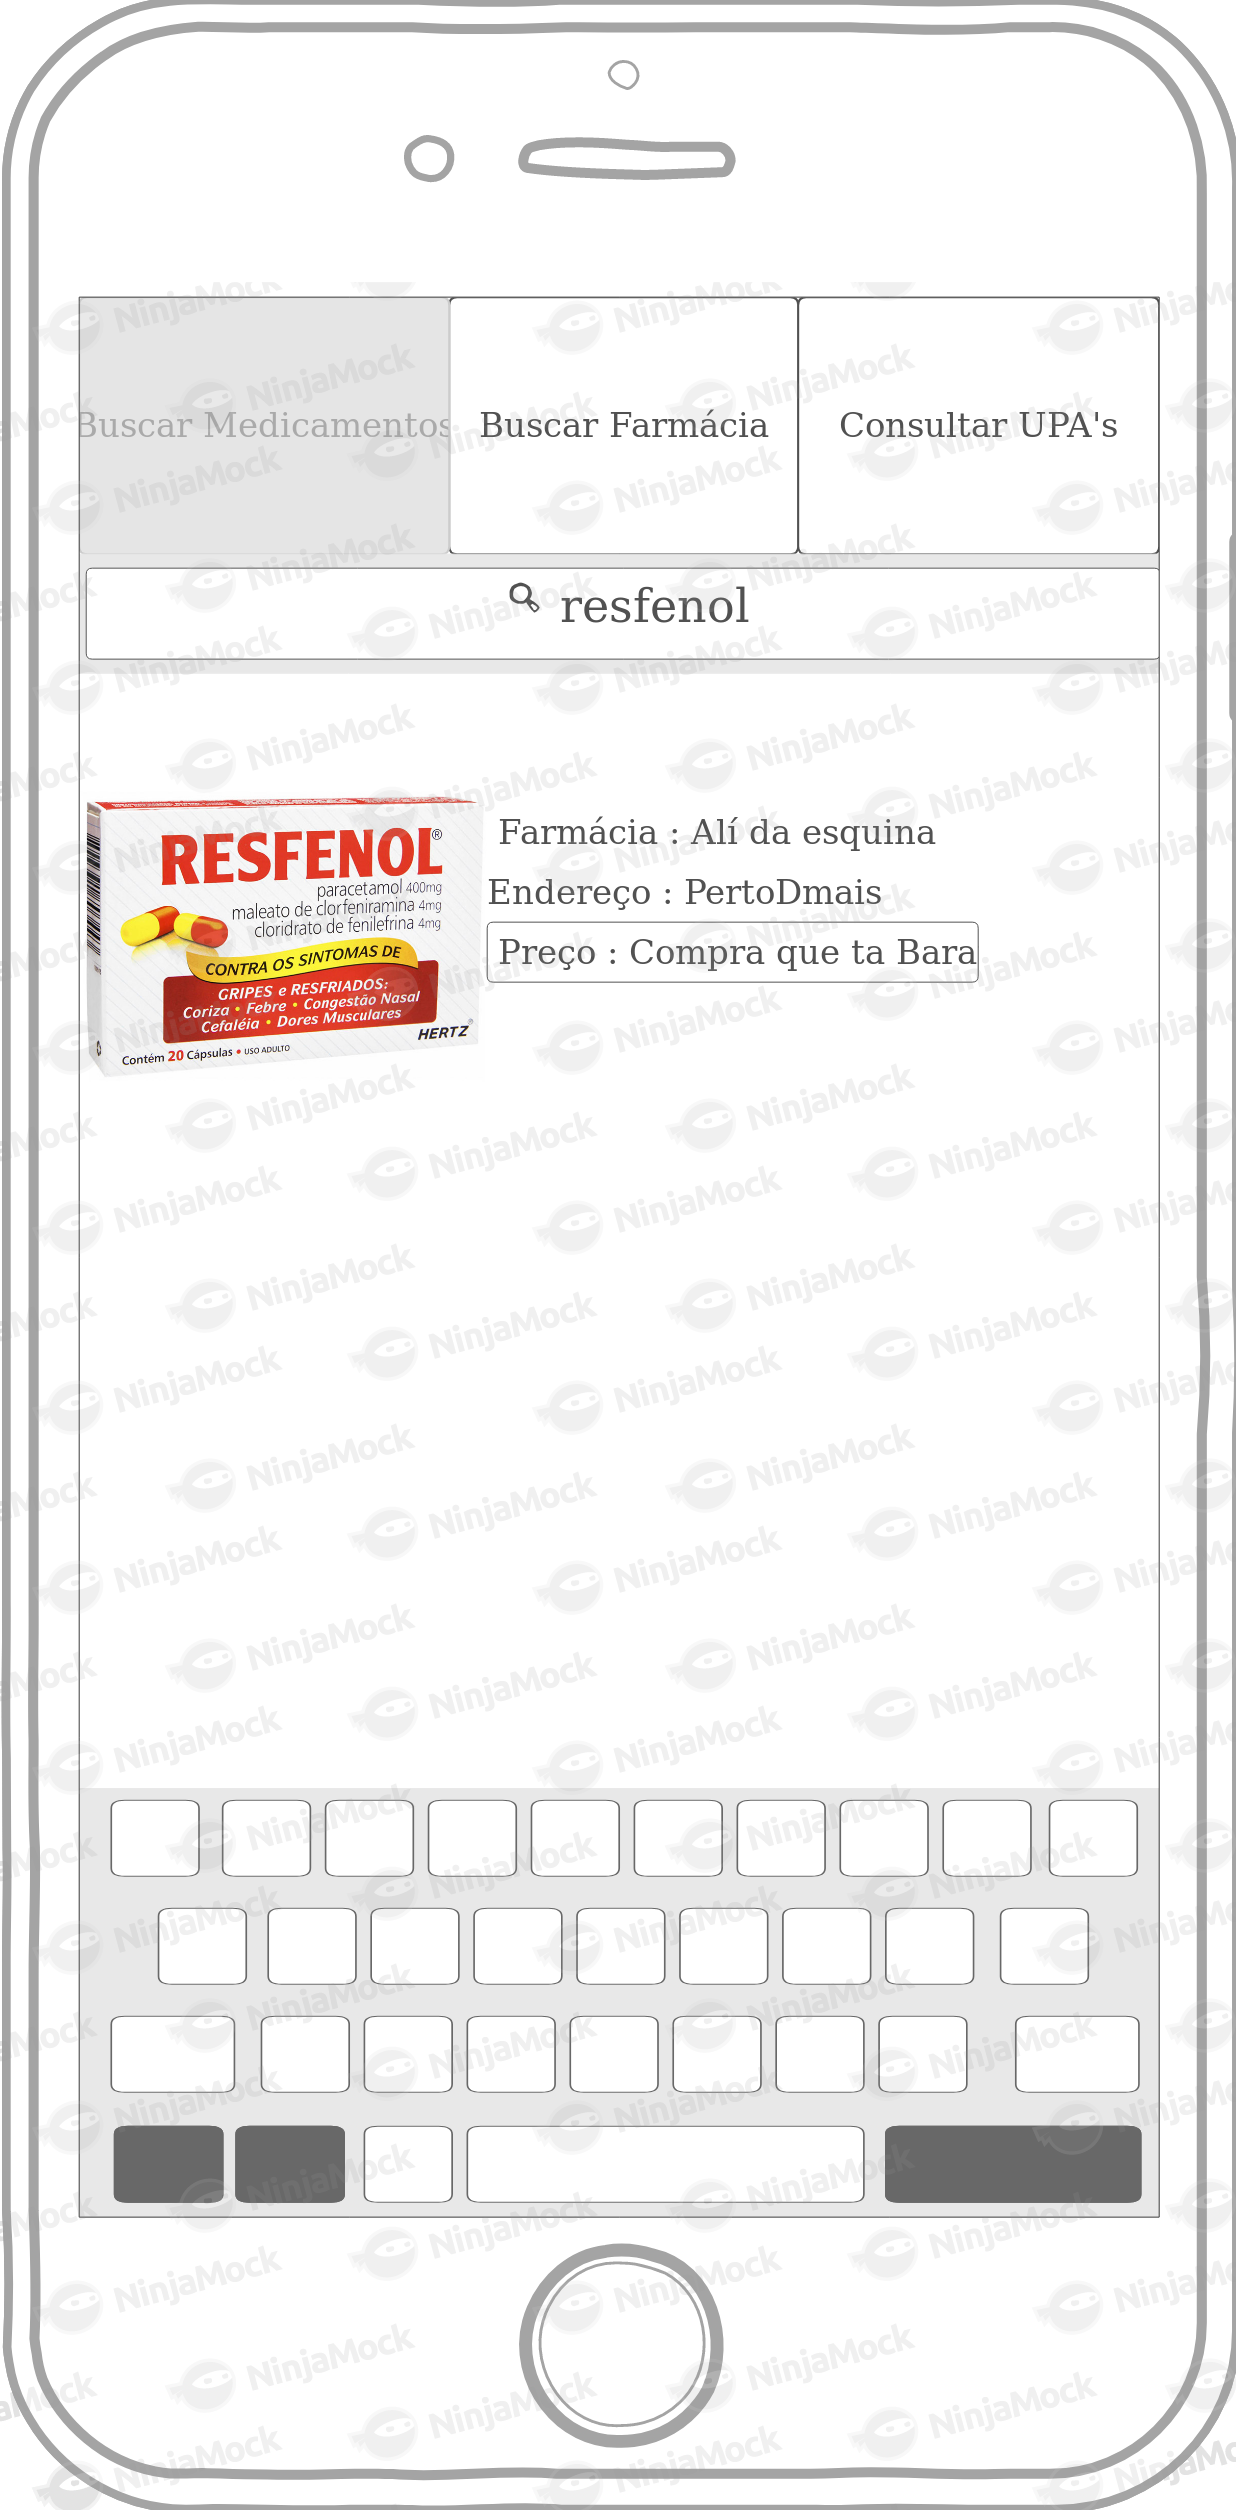 Buscar Medicamentos
Buscar Farmácia
Consultar UPA's
resfenol
RESFENOL®
paracetamol 400mg
maleato de clorfeniramina 4mg
cloridrato de fenilefrina 4mg
CONTRA OS SINTOMAS DE
GRIPES e RESFRIADOS:
Coriza • Febre • Congestão Nasal
Cefaléia • Dores Musculares
HERTZ
Contém 20 Cápsulas • USO ADULTO
Farmácia : Alí da esquina
Endereço : PertoDmais
Preço : Compra que ta Bara
NinjaMock